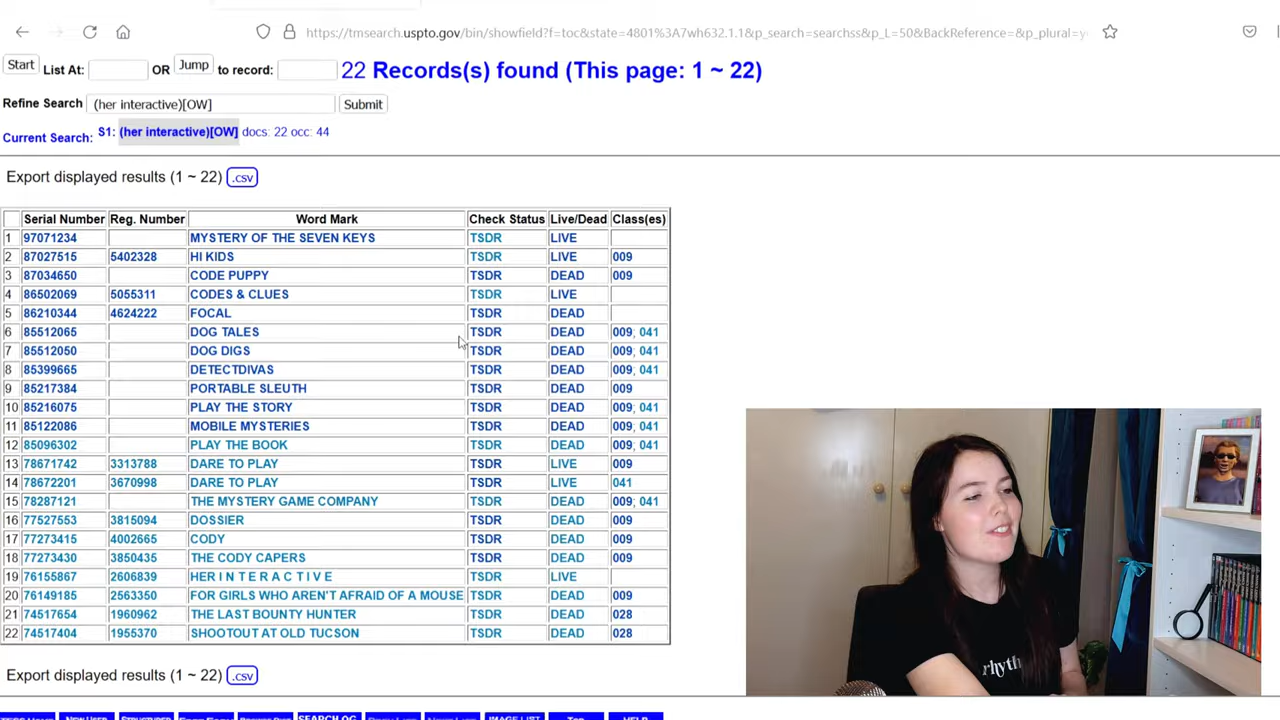 https://tmsearch.uspto.gov/bin/showfield?f=toc&state=4801%3A7wh632.1.1&p_search=searchss&p_L=50&BackReference=&p_plural=y
Start List At: OR Jump to record: 22 Records(s) found (This page: 1 ~ 22)
Refine Search (her interactive)[OW] Submit
Current Search: S1: (her interactive)[OW] docs: 22 occ: 44
Export displayed results (1 ~ 22) .csv
Serial Number Reg. Number Word Mark Check Status Live/Dead Class(es)
1 97071234 MYSTERY OF THE SEVEN KEYS TSDR LIVE
2 87027515 5402328 HI KIDS TSDR LIVE 009
3 87034650 CODE PUPPY TSDR DEAD 009
4 86502069 5055311 CODES & CLUES TSDR LIVE
5 86210344 4624222 FOCAL TSDR DEAD
6 85512065 DOG TALES TSDR DEAD 009; 041
7 85512050 DOG DIGS TSDR DEAD 009; 041
8 85399665 DETECTDIVAS TSDR DEAD 009; 041
9 85217384 PORTABLE SLEUTH TSDR DEAD 009
10 85216075 PLAY THE STORY TSDR DEAD 009; 041
11 85122086 MOBILE MYSTERIES TSDR DEAD 009; 041
12 85096302 PLAY THE BOOK TSDR DEAD 009; 041
13 78671742 3313788 DARE TO PLAY TSDR LIVE 009
14 78672201 3670998 DARE TO PLAY TSDR LIVE 041
15 78287121 THE MYSTERY GAME COMPANY TSDR DEAD 009; 041
16 77527553 3815094 DOSSIER TSDR DEAD 009
17 77273415 4002665 CODY TSDR DEAD 009
18 77273430 3850435 THE CODY CAPERS TSDR DEAD 009
19 76155867 2606839 HER I N T E R A C T I V E TSDR LIVE
20 76149185 2563350 FOR GIRLS WHO AREN'T AFRAID OF A MOUSE TSDR DEAD 009
21 74517654 1960962 THE LAST BOUNTY HUNTER TSDR DEAD 028
22 74517404 1955370 SHOOTOUT AT OLD TUCSON TSDR DEAD 028
rhyth
Export displayed results (1 ~ 22) .csv
NEW USER STRUCTURED SEARCH OG IMAGE LIST TOP HELP